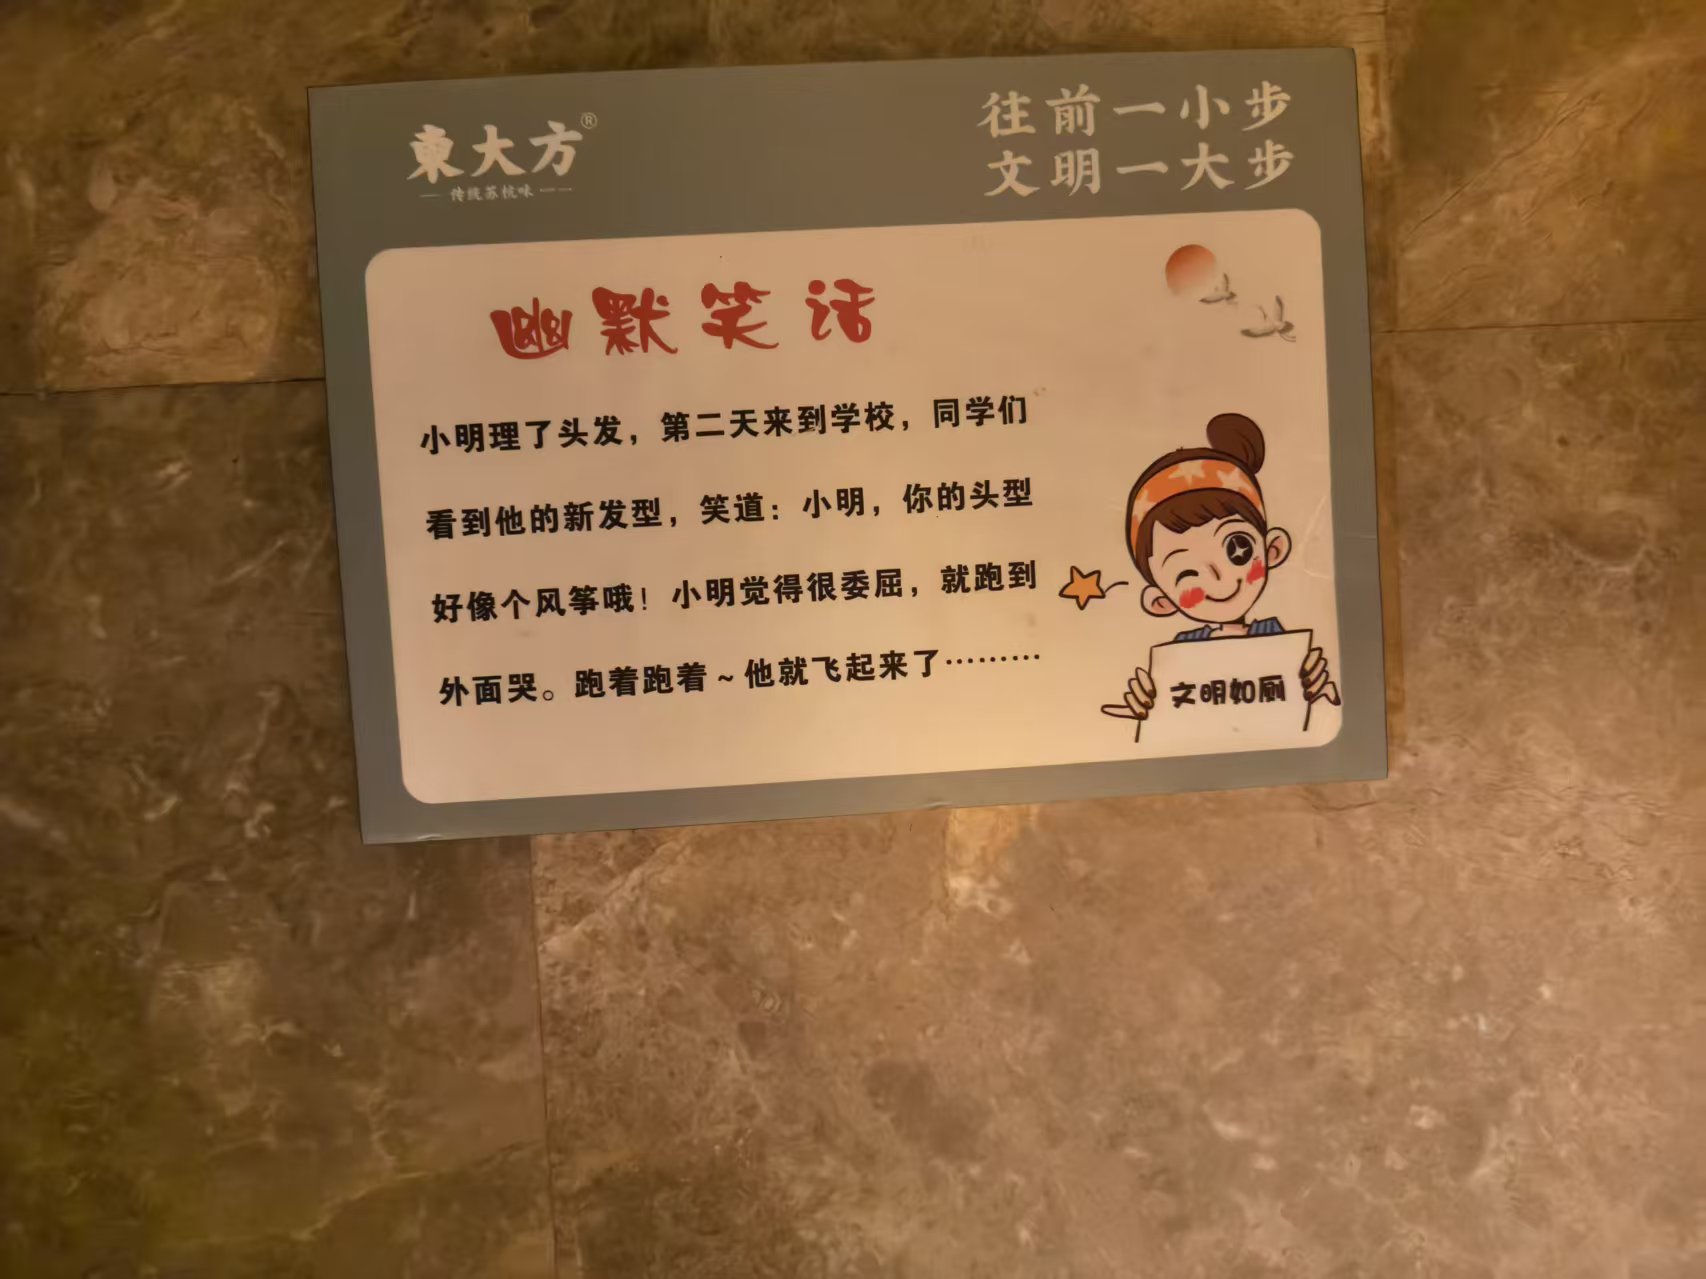 東大方®
传统苏杭味
往前一小步
文明一大步
幽默笑话
小明理了头发，第二天来到学校，同学们
看到他的新发型，笑道：小明，你的头型
好像个风筝哦！小明觉得很委屈，就跑到
外面哭。跑着跑着～他就飞起来了………
文明如厕